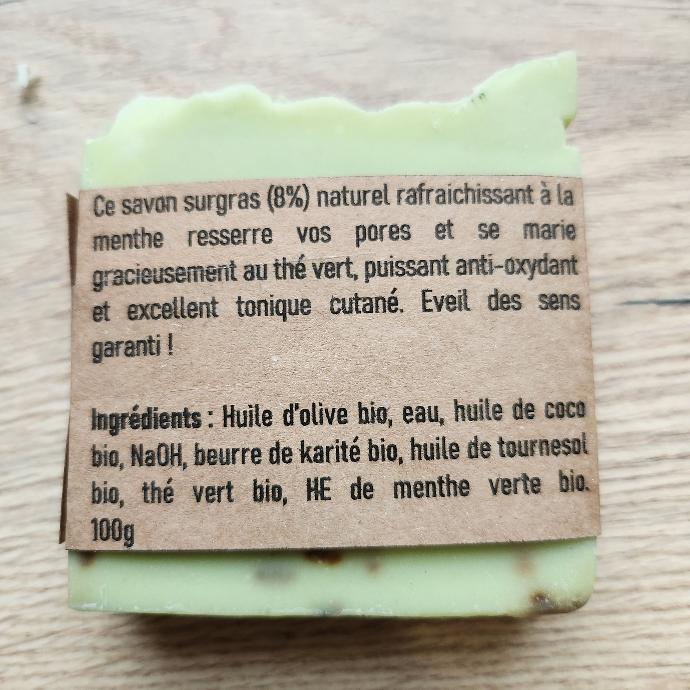 Ce savon surgras (8%) naturel rafraichissant à la
menthe resserre vos pores et se marie
gracieusement au thé vert, puissant anti-oxydant
et excellent tonique cutané. Eveil des sens
garanti !
Ingrédients : Huile d'olive bio, eau, huile de coco
bio, NaOH, beurre de karité bio, huile de tournesol
bio, thé vert bio, HE de menthe verte bio.
100g